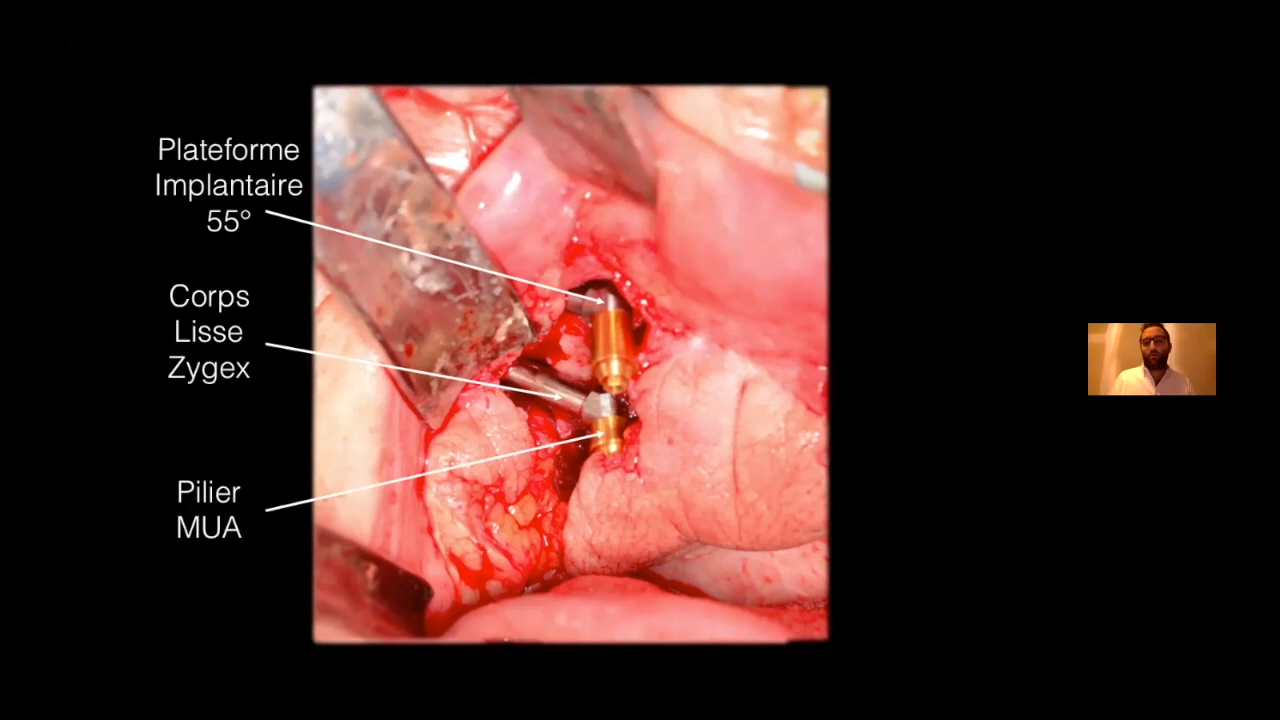 Plateforme
Implantaire
55°
Corps
Lisse
Zygex
Pilier
MUA